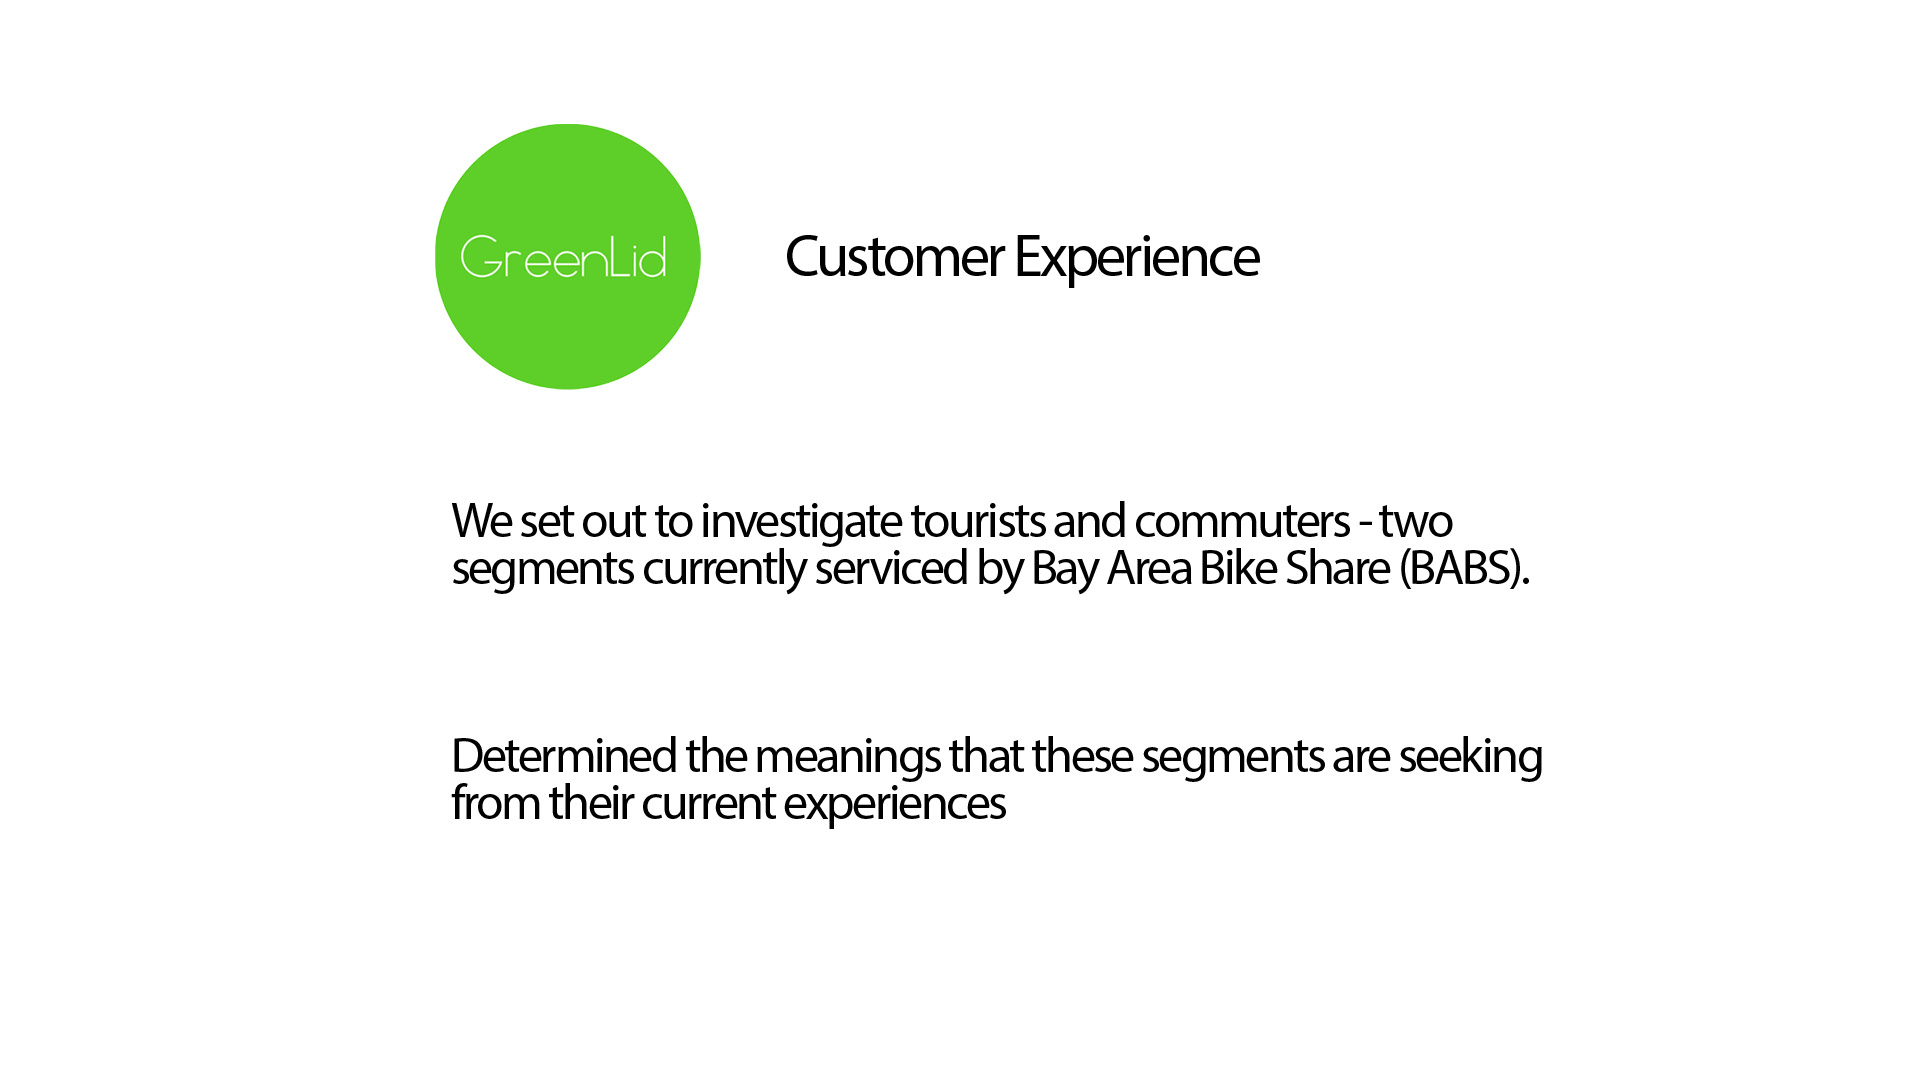 GreenLid
Customer Experience
We set out to investigate tourists and commuters - two
segments currently serviced by Bay Area Bike Share (BABS).
Determined the meanings that these segments are seeking
from their current experiences